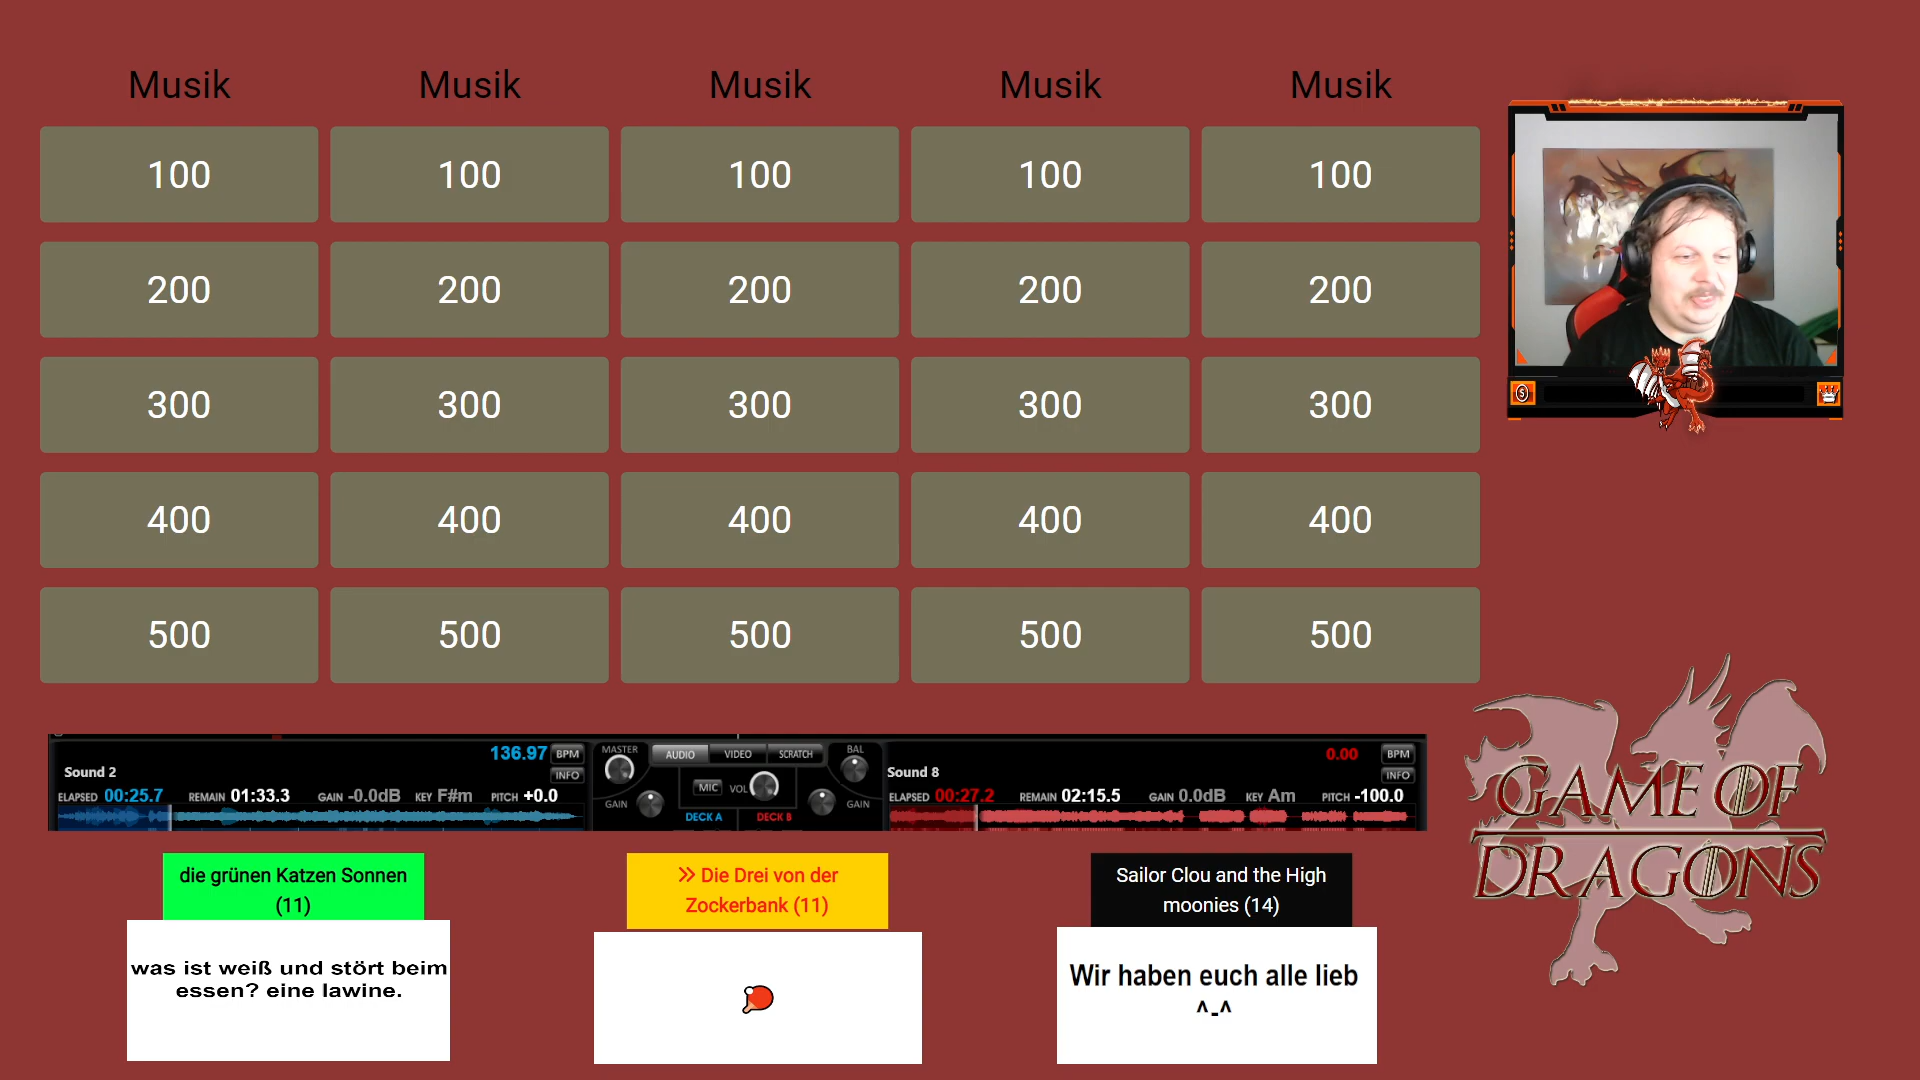 Musik Musik Musik Musik Musik
100 100 100 100 100
200 200 200 200 200
300 300 300 300 300
400 400 400 400 400
500 500 500 500 500
136.97 BPM
Sound 2
INFO
ELAPSED 00:25.7 REMAIN 01:33.3 GAIN -0.0dB KEY F#m PITCH +0.0
MASTER AUDIO VIDEO SCRATCH BAL
MIC VOL
GAIN GAIN
DECK A DECK B
0.00 BPM
Sound 8
INFO
ELAPSED 00:27.2 REMAIN 02:15.5 GAIN 0.0dB KEY Am PITCH -100.0
die grünen Katzen Sonnen
(11)
was ist weiß und stört beim
essen? eine lawine.
» Die Drei von der
Zockerbank (11)
Sailor Clou and the High
moonies (14)
Wir haben euch alle lieb
^-^
GAME OF
DRAGONS